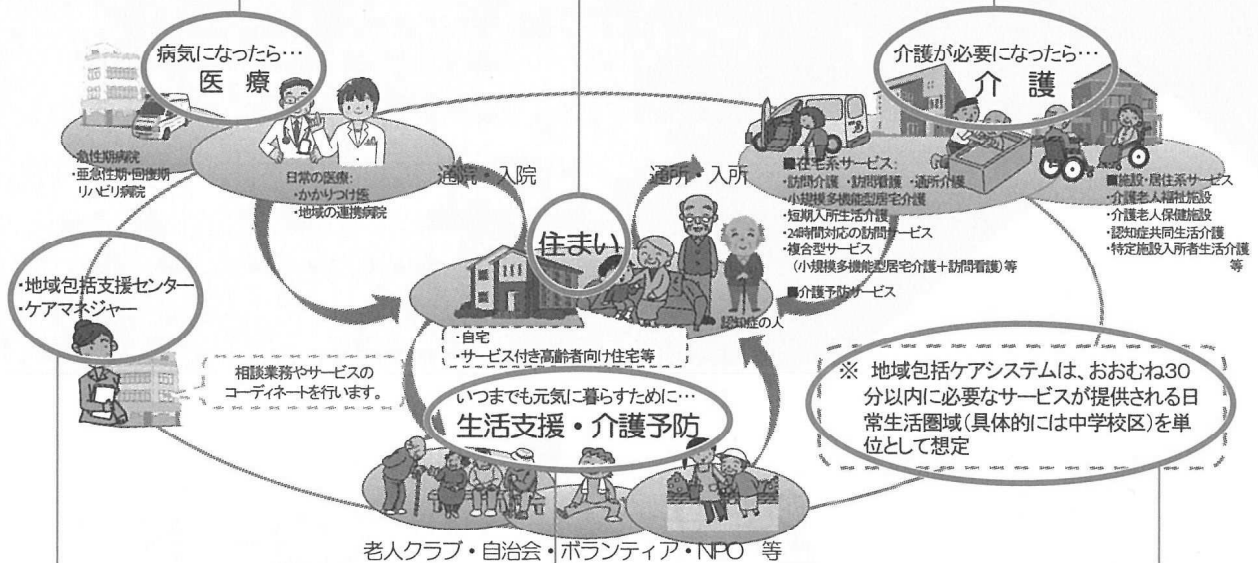 病気になったら…
医 療
・急性期病院
・亜急性期・回復期
リハビリ病院
日常の医療:
・かかりつけ医
・地域の連携病院
通院・入院
介護が必要になったら…
介 護
通所・入所
■在宅系サービス:
・訪問介護 ・訪問看護 ・通所介護
・小規模多機能型居宅介護
・短期入所生活介護
・24時間対応の訪問サービス
・複合型サービス
(小規模多機能型居宅介護+訪問看護)等
■介護予防サービス
■施設・居住系サービス
・介護老人福祉施設
・介護老人保健施設
・認知症共同生活介護
・特定施設入所者生活介護
等
住まい
認知症の人
・自宅
・サービス付き高齢者向け住宅等
・地域包括支援センター
・ケアマネジャー
相談業務やサービスの
コーディネートを行います。
いつまでも元気に暮らすために…
生活支援・介護予防
老人クラブ・自治会・ボランティア・NPO 等
※ 地域包括ケアシステムは、おおむね30
分以内に必要なサービスが提供される日
常生活圏域(具体的には中学校区)を単
位として想定